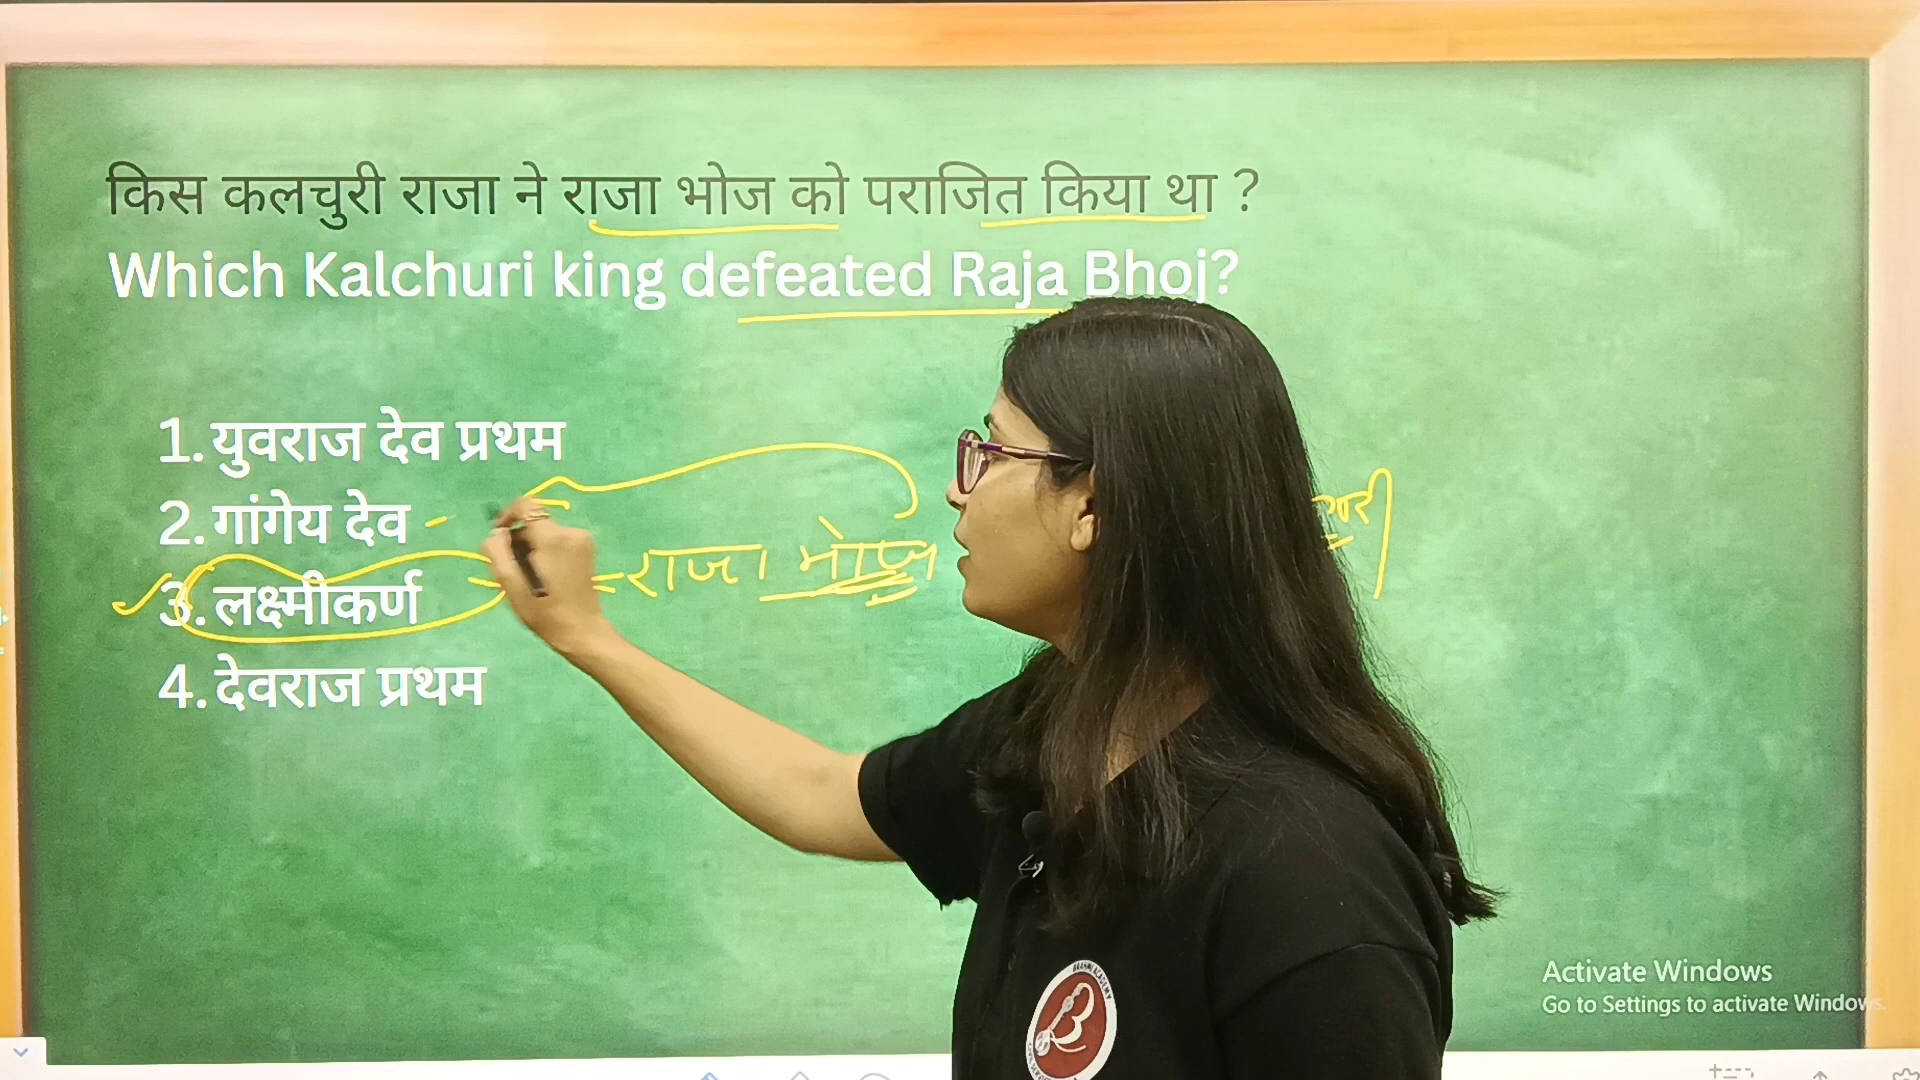 किस कलचुरी राजा ने राजा भोज को पराजित किया था ?
Which Kalchuri king defeated Raja Bhoj?
1. युवराज देव प्रथम
2. गांगेय देव -
3. लक्ष्मीकर्ण
राजा भोज
4. देवराज प्रथम
Activate Windows
Go to Settings to activate Windows.